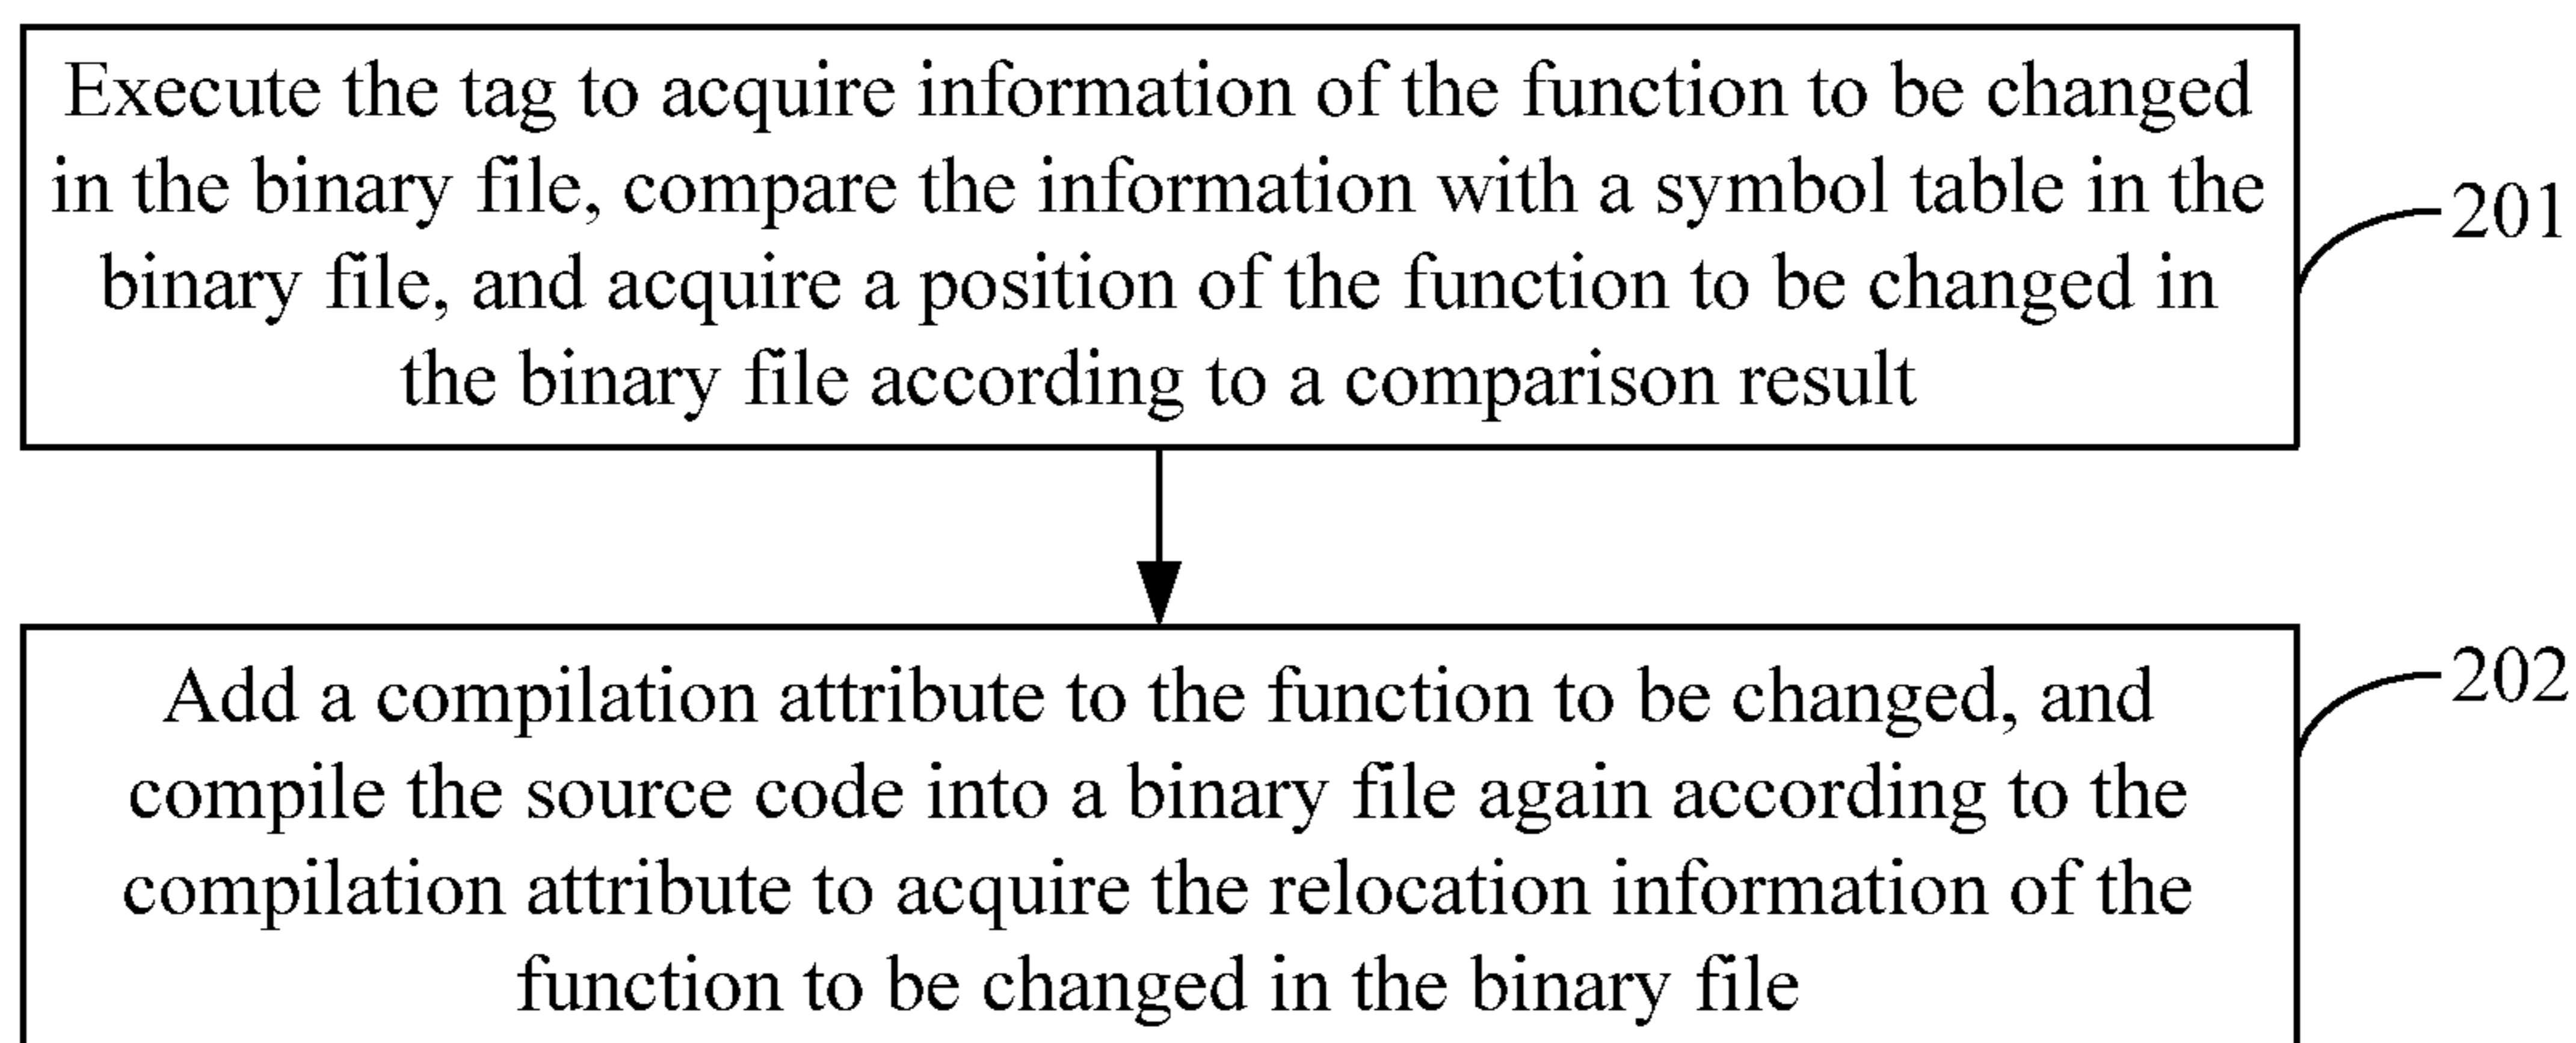 Execute the tag to acquire information of the function to be changed
in the binary file, compare the information with a symbol table in the
binary file, and acquire a position of the function to be changed in
the binary file according to a comparison result
201
Add a compilation attribute to the function to be changed, and
compile the source code into a binary file again according to the
compilation attribute to acquire the relocation information of the
function to be changed in the binary file
202